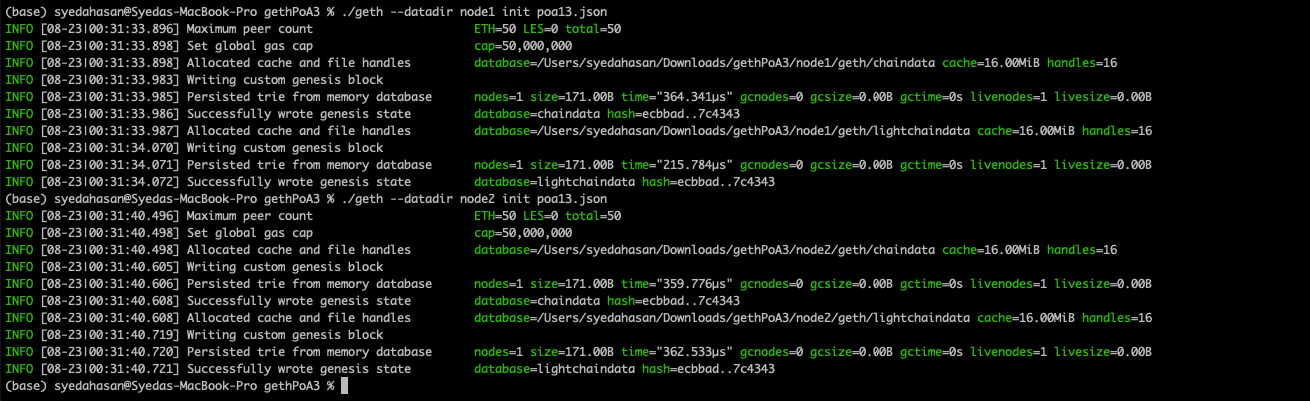 (base) syedahasan@Syedas-MacBook-Pro gethPoA3 % ./geth --datadir node1 init poa13.json
INFO [08-23|00:31:33.896] Maximum peer count ETH=50 LES=0 total=50
INFO [08-23|00:31:33.898] Set global gas cap cap=50,000,000
INFO [08-23|00:31:33.898] Allocated cache and file handles database=/Users/syedahasan/Downloads/gethPoA3/node1/geth/chaindata cache=16.00MiB handles=16
INFO [08-23|00:31:33.983] Writing custom genesis block
INFO [08-23|00:31:33.985] Persisted trie from memory database nodes=1 size=171.00B time="364.341µs" gcnodes=0 gcsize=0.00B gctime=0s livenodes=1 livesize=0.00B
INFO [08-23|00:31:33.986] Successfully wrote genesis state database=chaindata hash=ecbbad..7c4343
INFO [08-23|00:31:33.987] Allocated cache and file handles database=/Users/syedahasan/Downloads/gethPoA3/node1/geth/lightchaindata cache=16.00MiB handles=16
INFO [08-23|00:31:34.070] Writing custom genesis block
INFO [08-23|00:31:34.071] Persisted trie from memory database nodes=1 size=171.00B time="215.784µs" gcnodes=0 gcsize=0.00B gctime=0s livenodes=1 livesize=0.00B
INFO [08-23|00:31:34.072] Successfully wrote genesis state database=lightchaindata hash=ecbbad..7c4343
(base) syedahasan@Syedas-MacBook-Pro gethPoA3 % ./geth --datadir node2 init poa13.json
INFO [08-23|00:31:40.496] Maximum peer count ETH=50 LES=0 total=50
INFO [08-23|00:31:40.498] Set global gas cap cap=50,000,000
INFO [08-23|00:31:40.498] Allocated cache and file handles database=/Users/syedahasan/Downloads/gethPoA3/node2/geth/chaindata cache=16.00MiB handles=16
INFO [08-23|00:31:40.605] Writing custom genesis block
INFO [08-23|00:31:40.606] Persisted trie from memory database nodes=1 size=171.00B time="359.776µs" gcnodes=0 gcsize=0.00B gctime=0s livenodes=1 livesize=0.00B
INFO [08-23|00:31:40.608] Successfully wrote genesis state database=chaindata hash=ecbbad..7c4343
INFO [08-23|00:31:40.608] Allocated cache and file handles database=/Users/syedahasan/Downloads/gethPoA3/node2/geth/lightchaindata cache=16.00MiB handles=16
INFO [08-23|00:31:40.719] Writing custom genesis block
INFO [08-23|00:31:40.720] Persisted trie from memory database nodes=1 size=171.00B time="362.533µs" gcnodes=0 gcsize=0.00B gctime=0s livenodes=1 livesize=0.00B
INFO [08-23|00:31:40.721] Successfully wrote genesis state database=lightchaindata hash=ecbbad..7c4343
(base) syedahasan@Syedas-MacBook-Pro gethPoA3 %